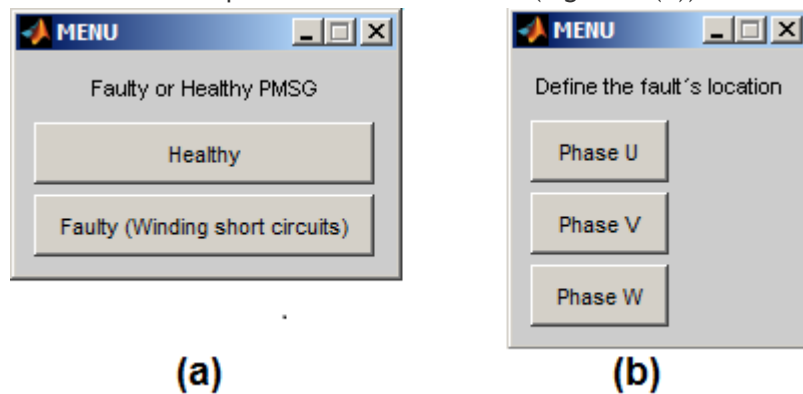 MENU
Faulty or Healthy PMSG
Healthy
Faulty (Winding short circuits)
(a)
MENU
Define the fault´s location
Phase U
Phase V
Phase W
(b)